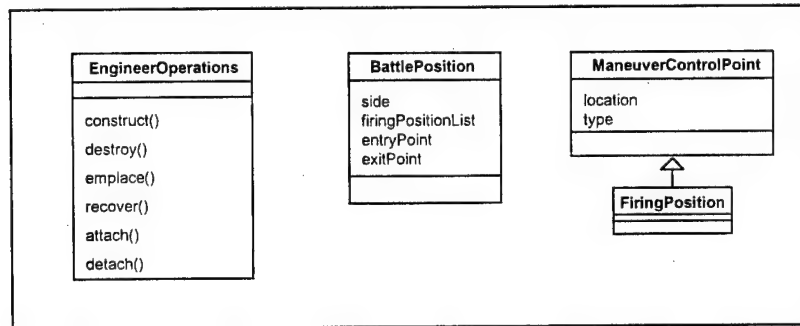 EngineerOperations
construct()
destroy()
emplace()
recover()
attach()
detach()
BattlePosition
side
firingPositionList
entryPoint
exitPoint
ManeuverControlPoint
location
type
FiringPosition